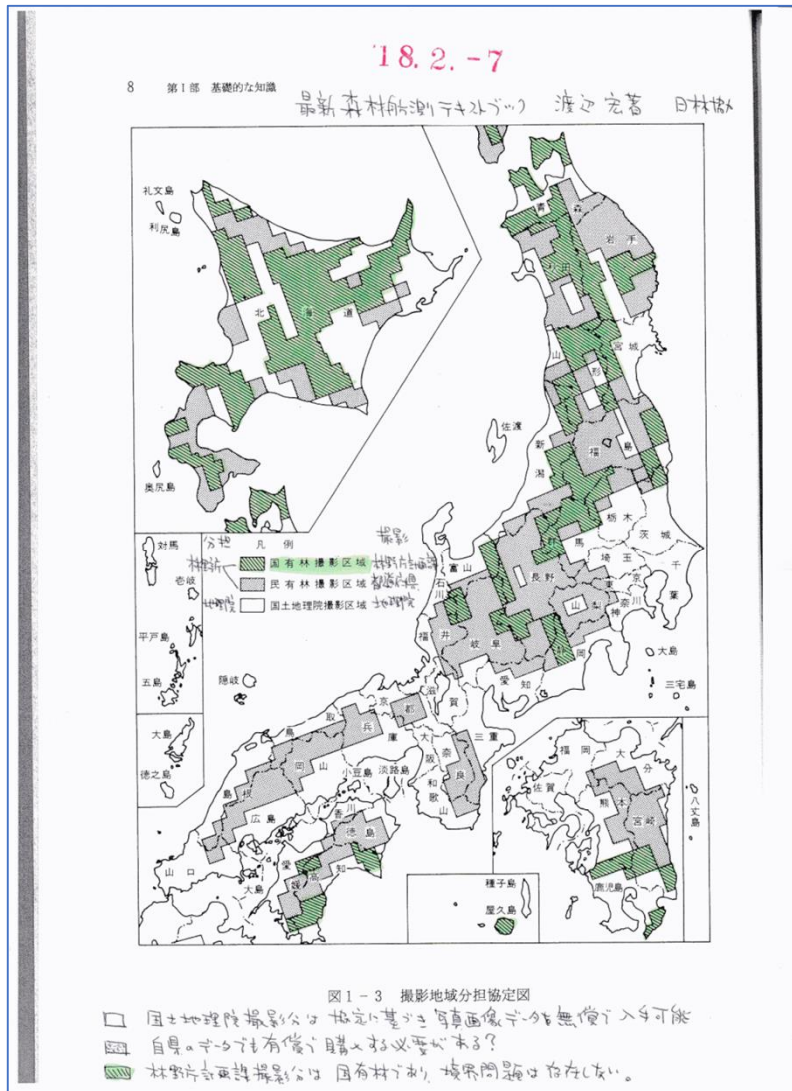 18.2.-7
8 第1部 基礎的な知識
最新森林航測テキストブック 渡辺宏著 日林協
礼文島
利尻島
北海道
奥尻島
青森
岩手
秋田
宮城
山形
佐渡
新潟
福島
栃木
茨城
群馬
埼玉
千葉
東京
神奈川
山梨
長野
富山
石川
福井
岐阜
静岡
愛知
分担 凡例 撮影
林野庁 国有林撮影区域 林野庁計画課
民有林撮影区域 都道府県
地理院 国土地理院撮影区域 地理院
対馬
壱岐
平戸島
五島
大島
徳之島
隠岐
大島
三宅島
八丈島
滋賀
京都
兵庫
鳥取
岡山
島根
広島
山口
小豆島
淡路島
大阪
奈良
三重
和歌山
香川
徳島
愛媛
高知
大島
福岡
大分
佐賀
熊本
宮崎
鹿児島
種子島
屋久島
図1-3 撮影地域分担協定図
国土地理院撮影分は協定に基づき写真画像データを無償で入手可能
自県のデータでも有償で購入する必要がある?
林野庁計画課撮影分は国有林であり、境界問題は存在しない。